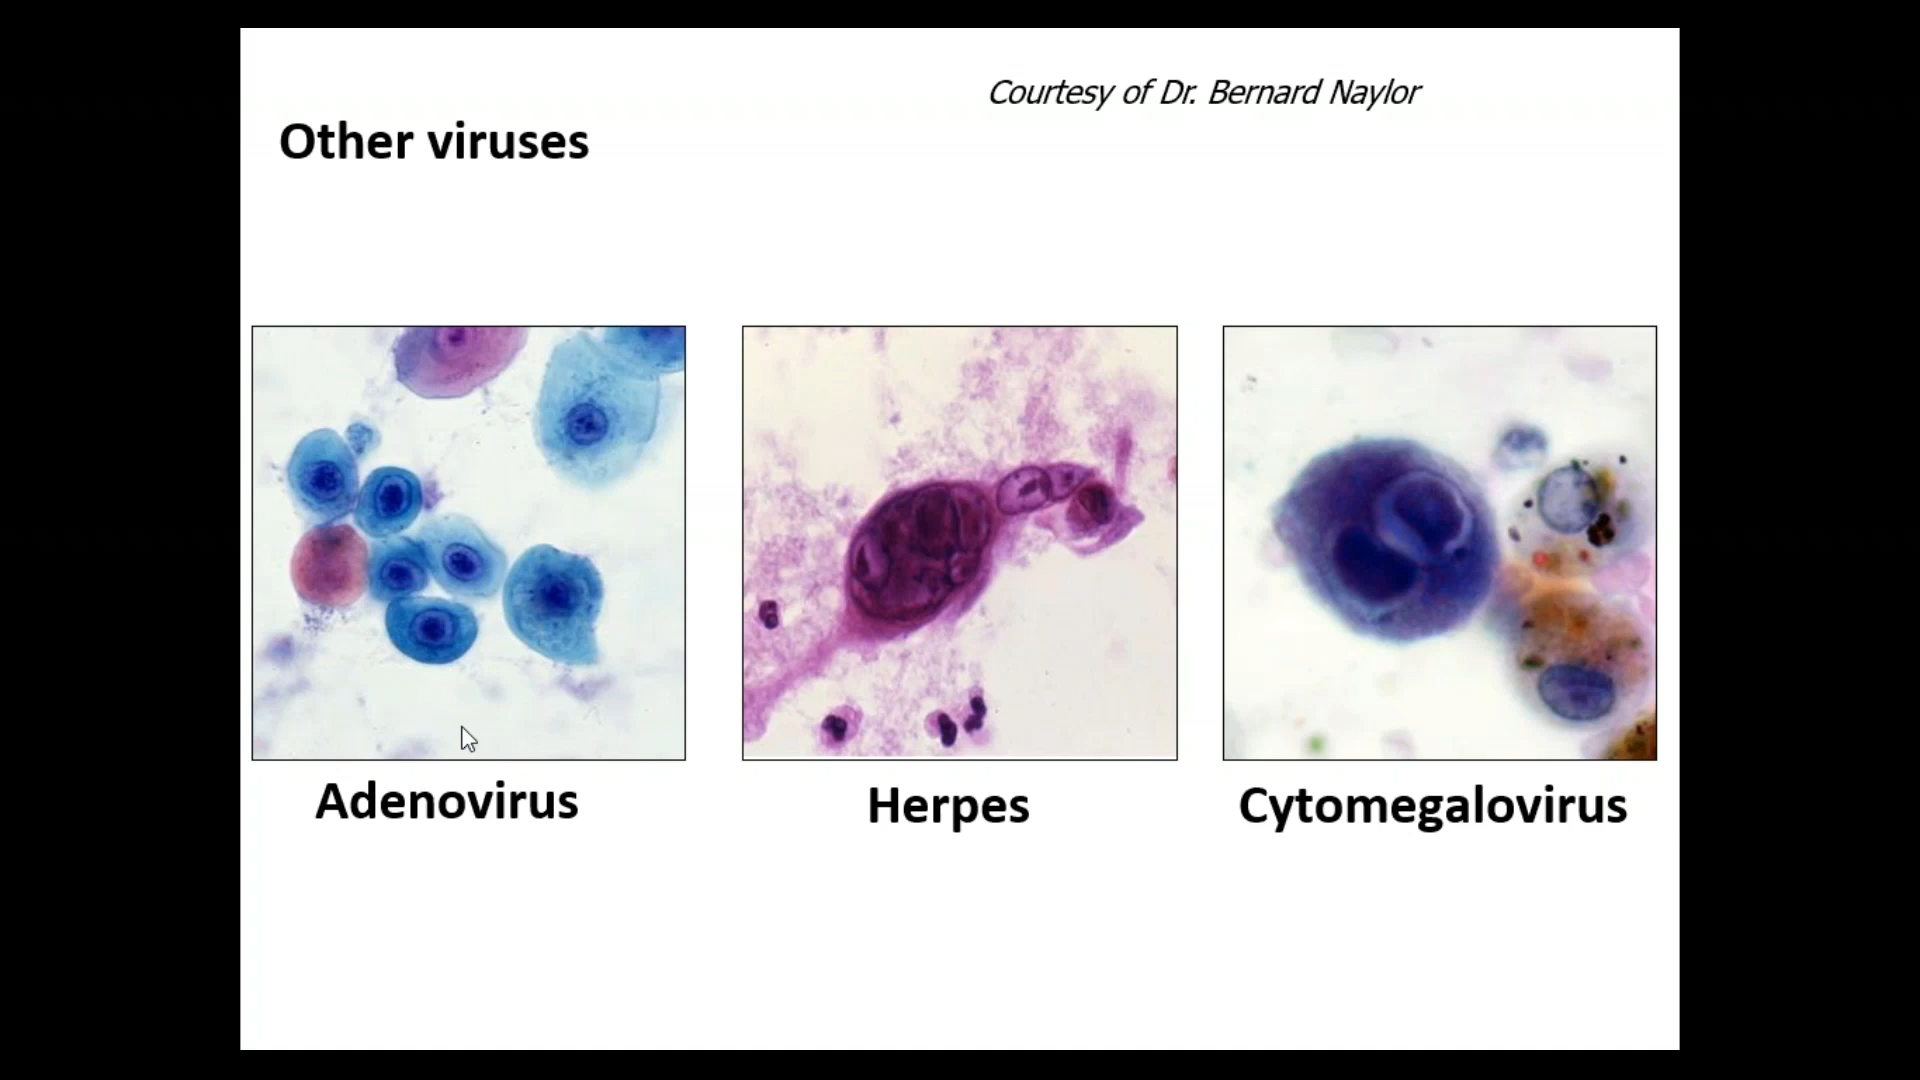 Courtesy of Dr. Bernard Naylor
Other viruses
Adenovirus
Herpes
Cytomegalovirus